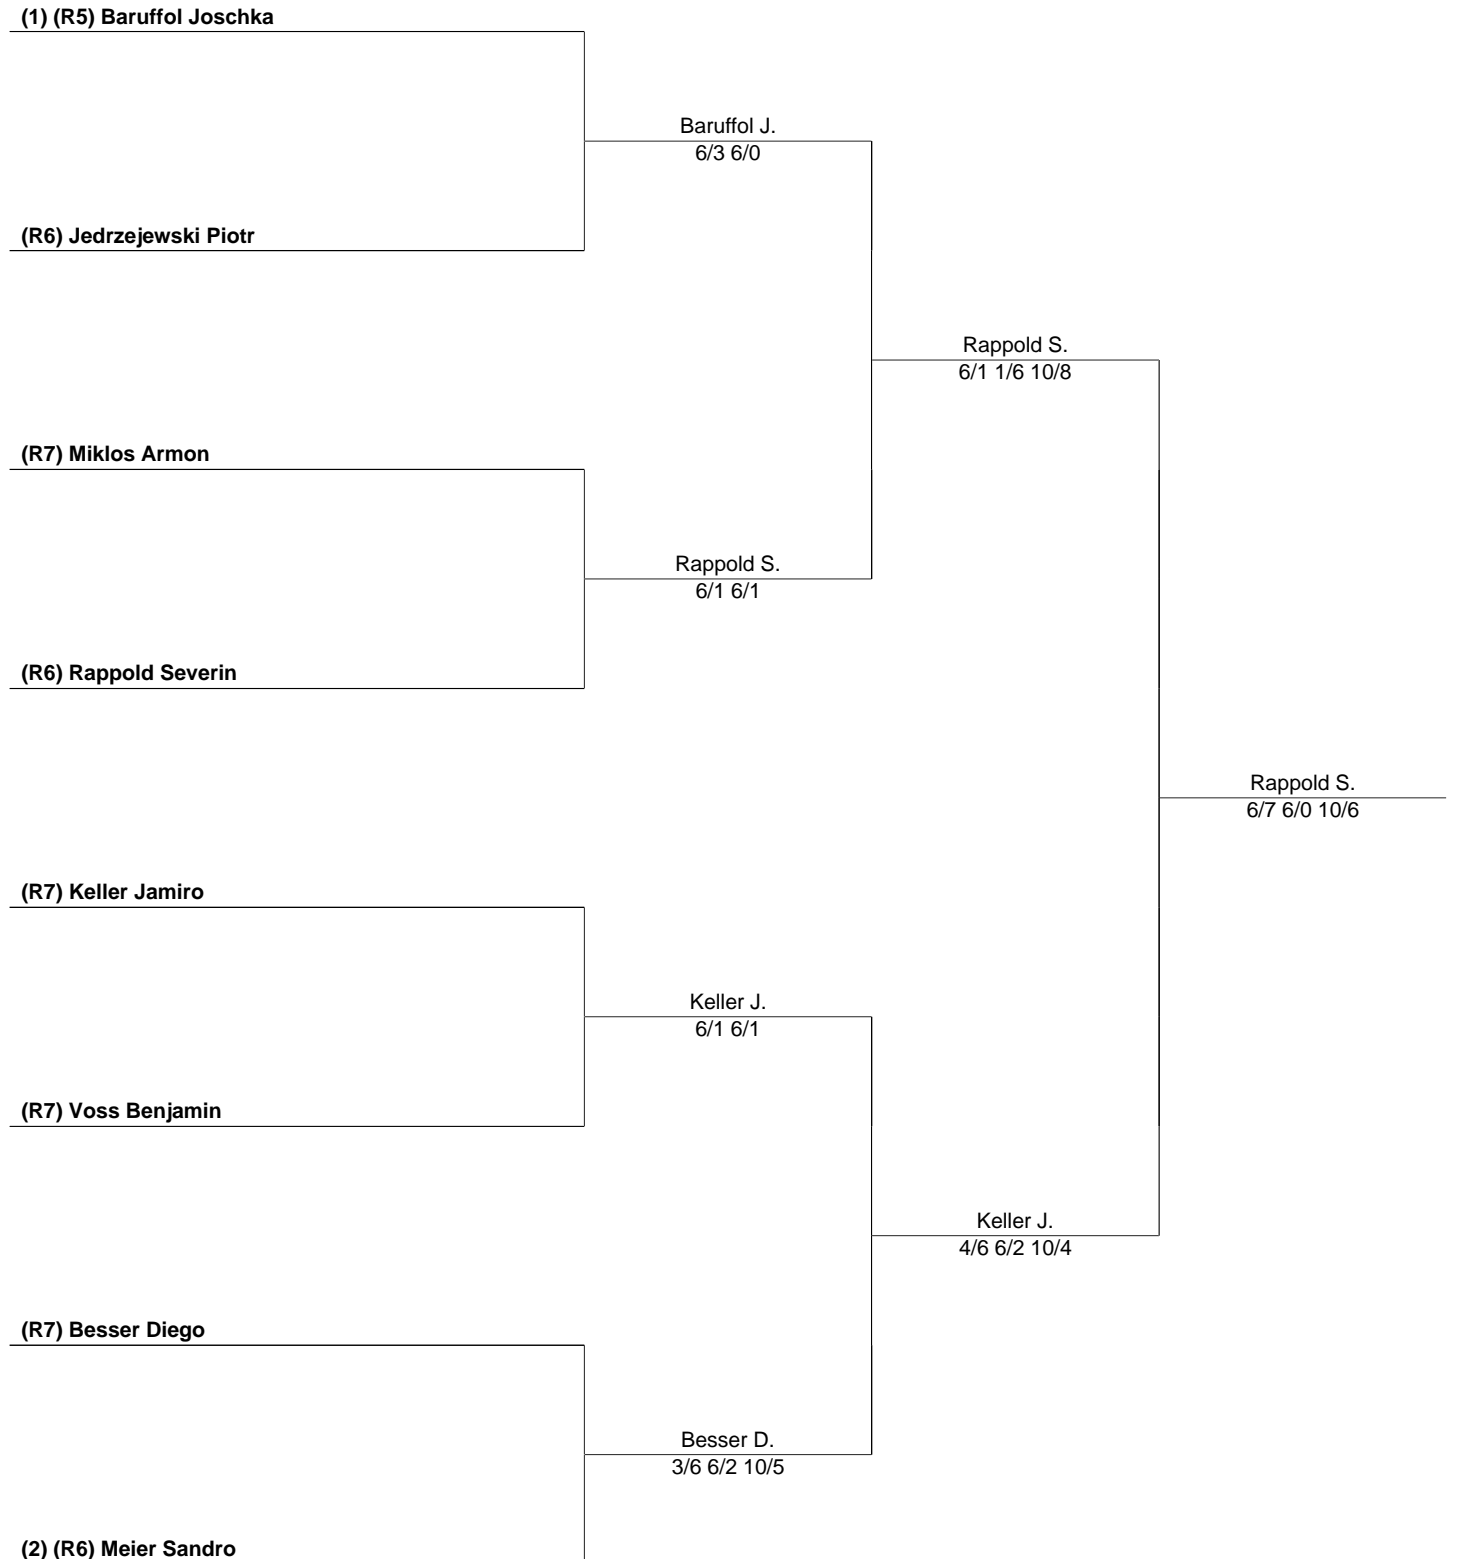 (1) (R5) Baruffol Joschka
Baruffol J.
6/3 6/0
(R6) Jedrzejewski Piotr
Rappold S.
6/1 1/6 10/8
(R7) Miklos Armon
Rappold S.
6/1 6/1
(R6) Rappold Severin
Rappold S.
6/7 6/0 10/6
(R7) Keller Jamiro
Keller J.
6/1 6/1
(R7) Voss Benjamin
Keller J.
4/6 6/2 10/4
(R7) Besser Diego
Besser D.
3/6 6/2 10/5
(2) (R6) Meier Sandro